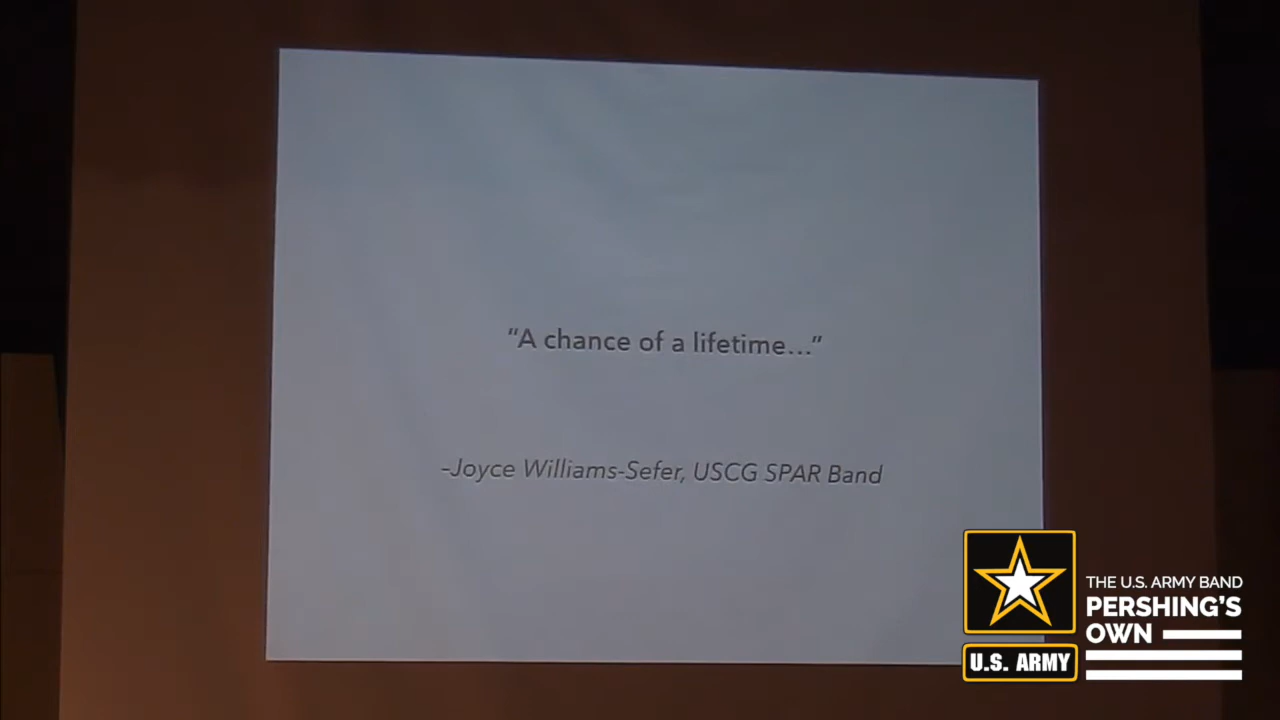 “A chance of a lifetime...”
-Joyce Williams-Sefer, USCG SPAR Band
THE U.S. ARMY BAND
PERSHING’S
OWN
U.S. ARMY